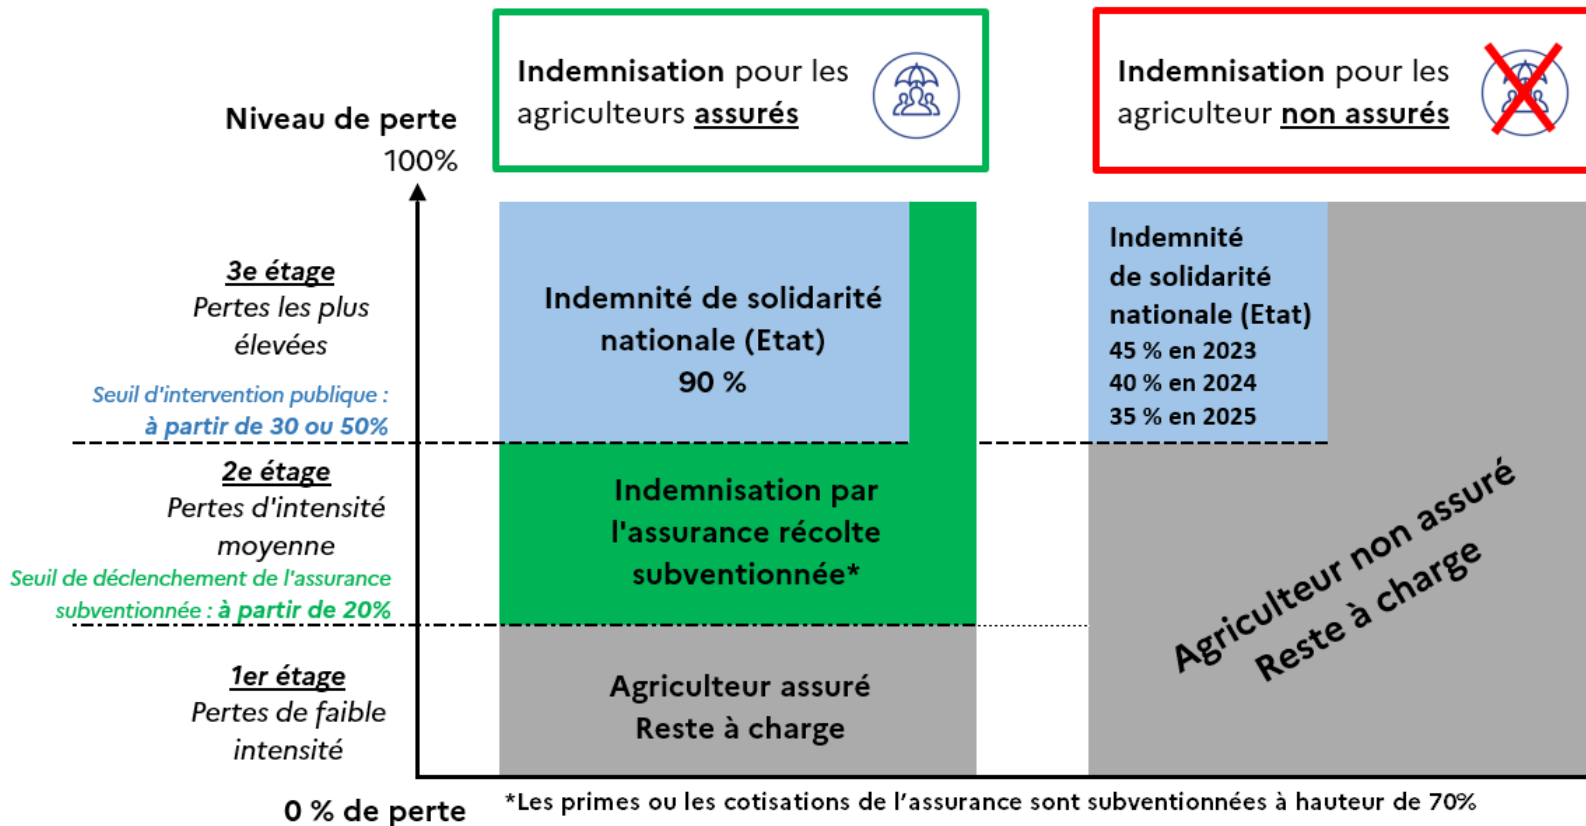 Indemnisation pour les
agriculteurs assurés
Indemnisation pour les
agriculteur non assurés
Niveau de perte
100%
3e étage
Pertes les plus
élevées
Seuil d'intervention publique :
à partir de 30 ou 50%
2e étage
Pertes d'intensité
moyenne
Seuil de déclenchement de l'assurance
subventionnée : à partir de 20%
1er étage
Pertes de faible
intensité
0 % de perte
Indemnité de solidarité
nationale (Etat)
90 %
Indemnisation par
l'assurance récolte
subventionnée*
Agriculteur assuré
Reste à charge
Indemnité
de solidarité
nationale (Etat)
45 % en 2023
40 % en 2024
35 % en 2025
Agriculteur non assuré
Reste à charge
*Les primes ou les cotisations de l’assurance sont subventionnées à hauteur de 70%